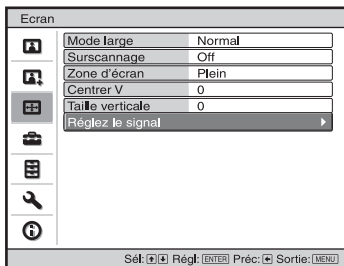 Ecran
Mode large Normal
Surscannage Off
Zone d'écran Plein
Centrer V 0
Taille verticale 0
Réglez le signal
Sél: Régl: ENTER Préc: Sortie: MENU